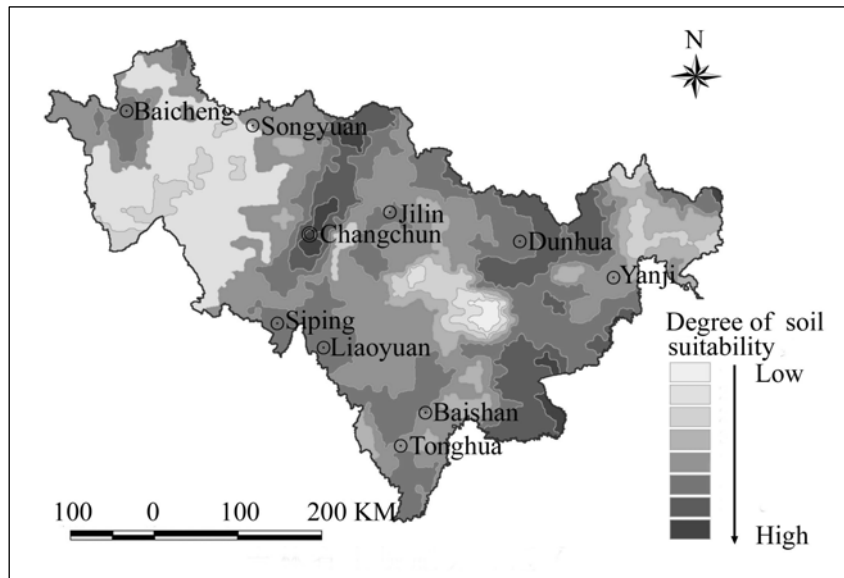 N
Baicheng
Songyuan
Jilin
Changchun
Dunhua
Yanji
Siping
Liaoyuan
Baishan
Tonghua
Degree of soil
suitability
Low
High
100 0 100 200 KM